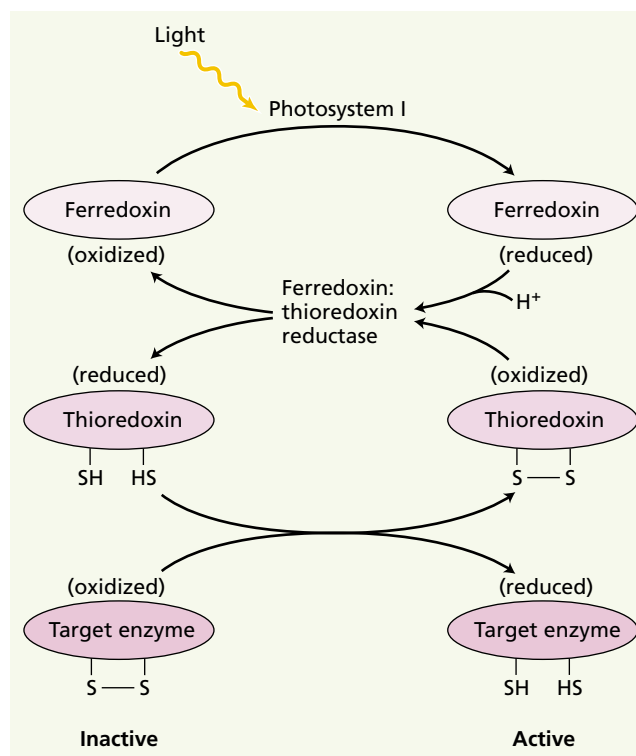 Light
Photosystem I
Ferredoxin
Ferredoxin
(oxidized)
(reduced)
Ferredoxin:
thioredoxin
reductase
H+
(reduced)
(oxidized)
Thioredoxin
Thioredoxin
SH HS
S S
(oxidized)
(reduced)
Target enzyme
Target enzyme
S S
SH HS
Inactive
Active